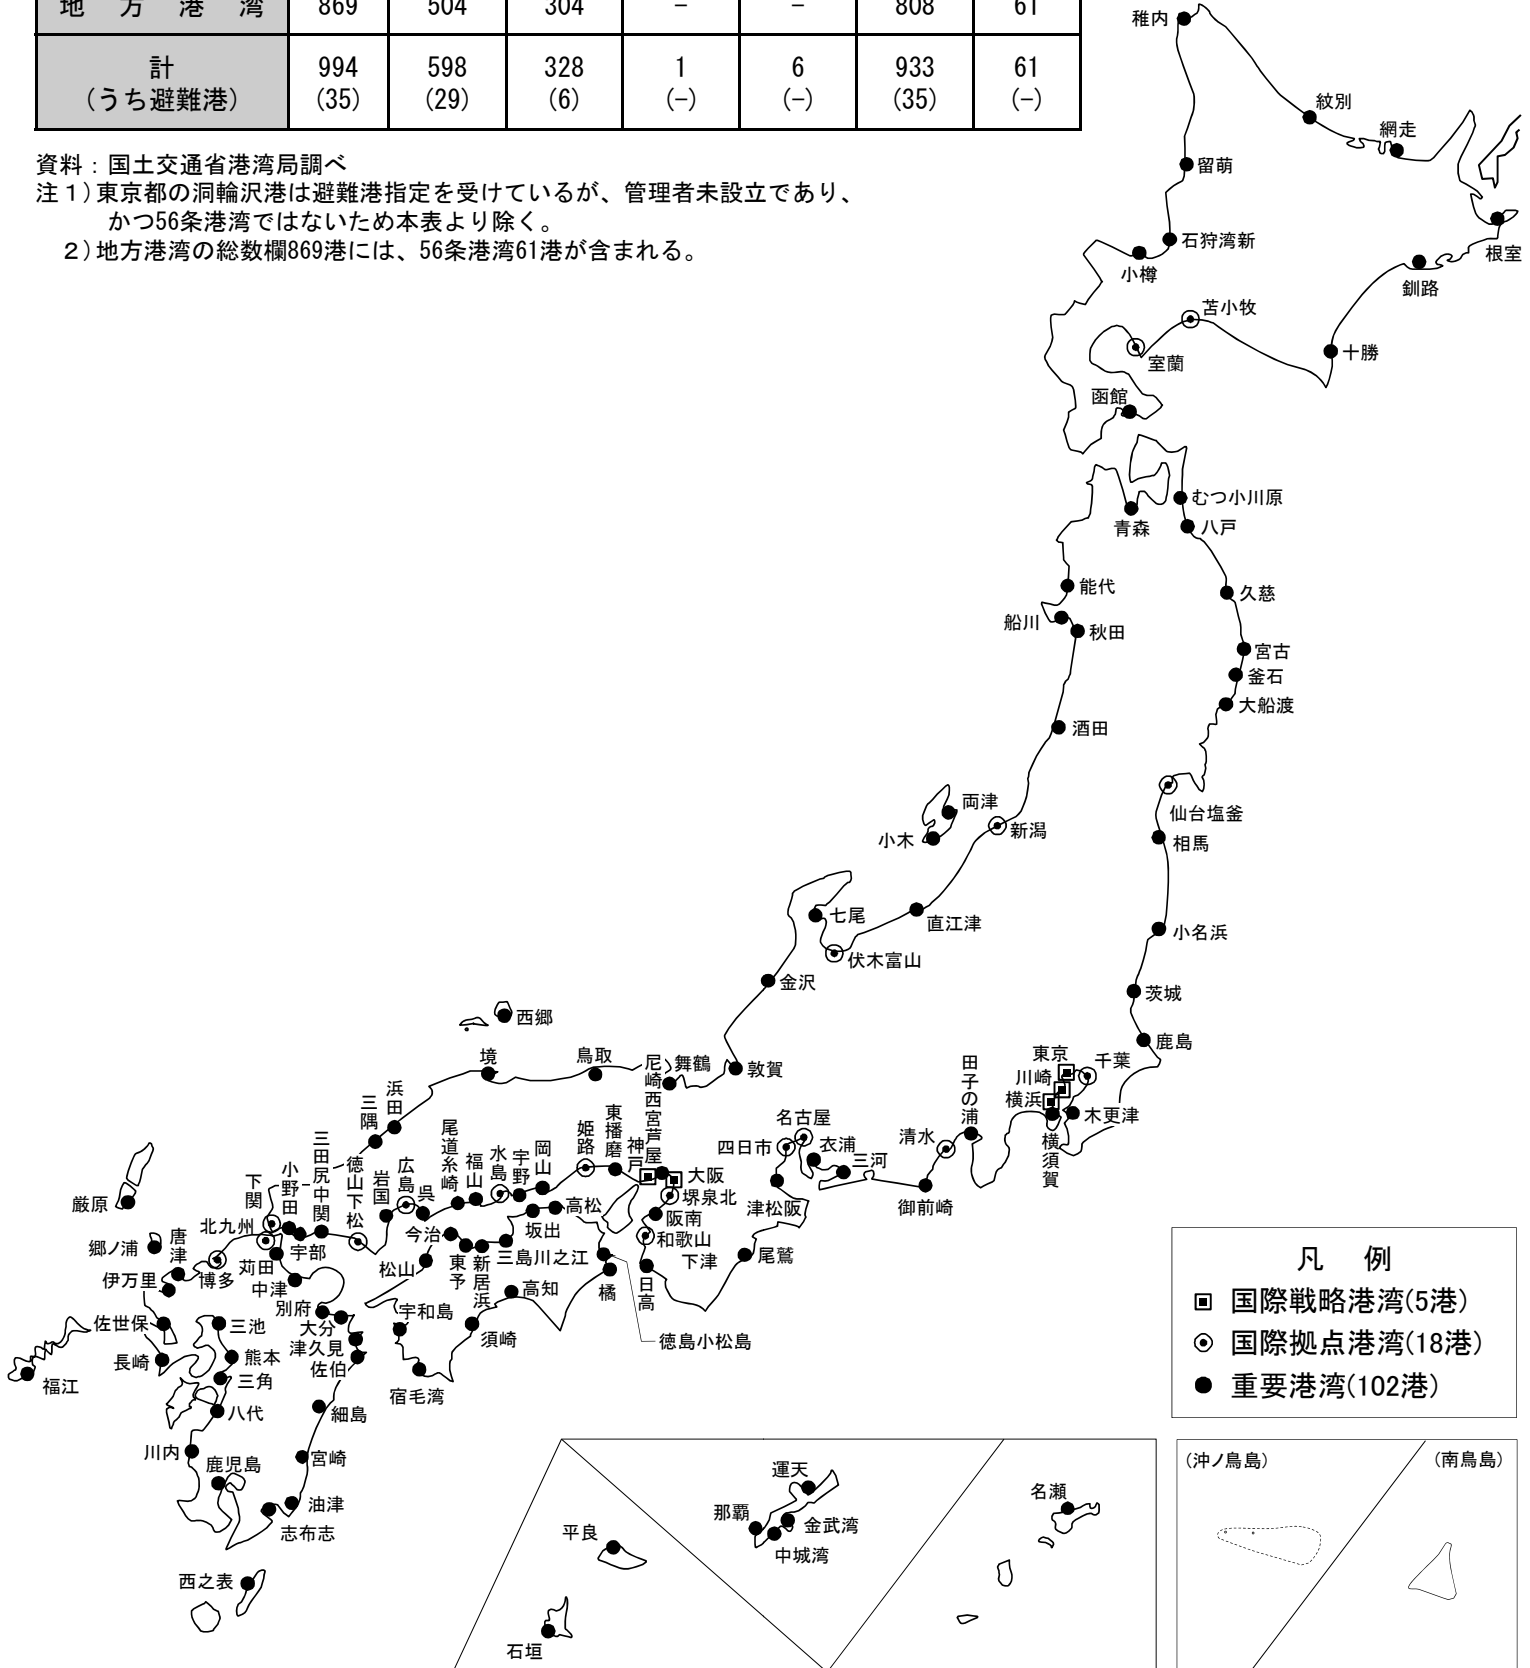 地 方 港 湾 869 504 304 － － 808 61
計 994 598 328 1 6 933 61
(うち避難港) (35) (29) (6) (－) (－) (35) (－)
資料：国土交通省港湾局調べ
注１)東京都の洞輪沢港は避難港指定を受けているが、管理者未設立であり、
かつ56条港湾ではないため本表より除く。
２)地方港湾の総数欄869港には、56条港湾61港が含まれる。
稚内
紋別
網走
留萌
根室
石狩湾新
小樽
釧路
苫小牧
室蘭
十勝
函館
むつ小川原
青森
八戸
能代
久慈
船川
秋田
宮古
釜石
大船渡
酒田
両津
仙台塩釜
小木
新潟
相馬
七尾
直江津
小名浜
伏木富山
金沢
茨城
西郷
鹿島
境
鳥取
尼崎西宮芦屋
舞鶴
敦賀
田子の浦
東京
千葉
川崎
横浜
木更津
横須賀
浜田
三隅
三田尻中関
徳山下松
岩国
広島
呉
尾道糸崎
福山
水島
宇野
岡山
姫路
東播磨
神戸
大阪
堺泉北
阪南
和歌山
下津
日高
名古屋
四日市
衣浦
三河
清水
御前崎
津松阪
尾鷲
下関
小野田
厳原
北九州
宇部
郷ノ浦
唐津
博多
苅田
中津
伊万里
今治
松山
東予
新居浜
三島川之江
坂出
高松
高知
橘
徳島小松島
別府
大分
津久見
佐伯
宇和島
須崎
宿毛湾
佐世保
三池
長崎
熊本
福江
三角
八代
細島
川内
鹿児島
宮崎
油津
志布志
西之表
凡 例
国際戦略港湾(5港)
国際拠点港湾(18港)
重要港湾(102港)
運天
那覇
金武湾
中城湾
平良
石垣
名瀬
(沖ノ鳥島)
(南鳥島)